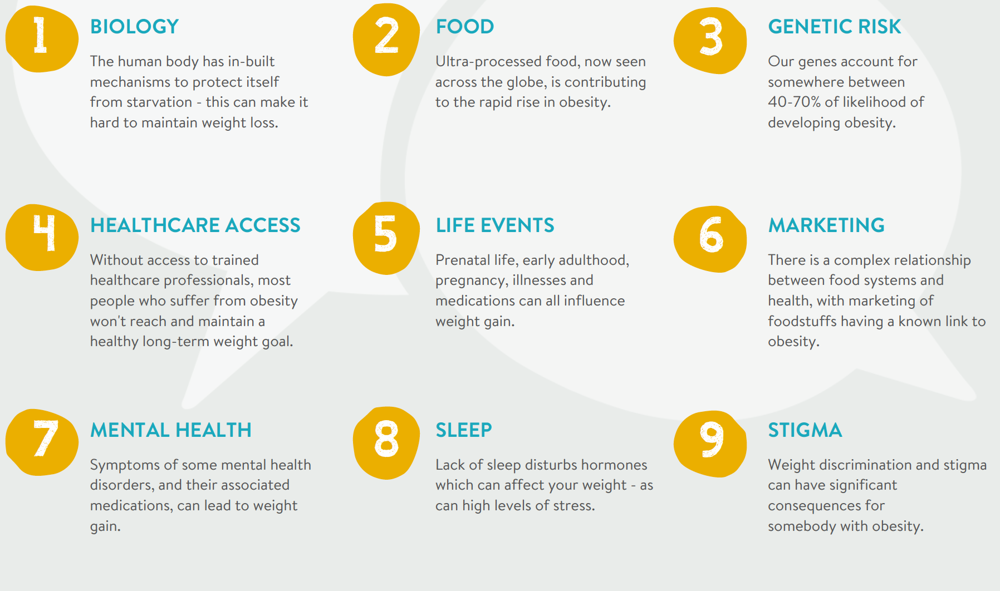 1
BIOLOGY
The human body has in-built
mechanisms to protect itself
from starvation - this can make it
hard to maintain weight loss.
2
FOOD
Ultra-processed food, now seen
across the globe, is contributing
to the rapid rise in obesity.
3
GENETIC RISK
Our genes account for
somewhere between
40-70% of likelihood of
developing obesity.
4
HEALTHCARE ACCESS
Without access to trained
healthcare professionals, most
people who suffer from obesity
won't reach and maintain a
healthy long-term weight goal.
5
LIFE EVENTS
Prenatal life, early adulthood,
pregnancy, illnesses and
medications can all influence
weight gain.
6
MARKETING
There is a complex relationship
between food systems and
health, with marketing of
foodstuffs having a known link to
obesity.
7
MENTAL HEALTH
Symptoms of some mental health
disorders, and their associated
medications, can lead to weight
gain.
8
SLEEP
Lack of sleep disturbs hormones
which can affect your weight - as
can high levels of stress.
9
STIGMA
Weight discrimination and stigma
can have significant
consequences for
somebody with obesity.